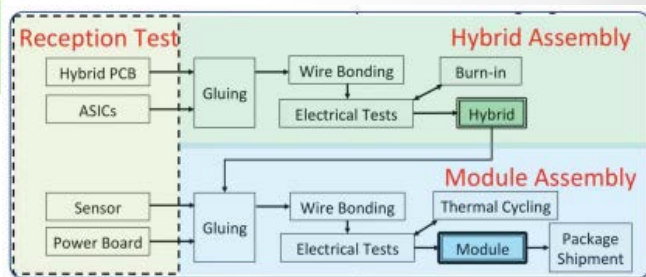 Reception Test
Hybrid Assembly
Hybrid PCB
ASICs
Gluing
Wire Bonding
Burn-in
Electrical Tests
Hybrid
Module Assembly
Sensor
Power Board
Gluing
Wire Bonding
Thermal Cycling
Electrical Tests
Module
Package
Shipment